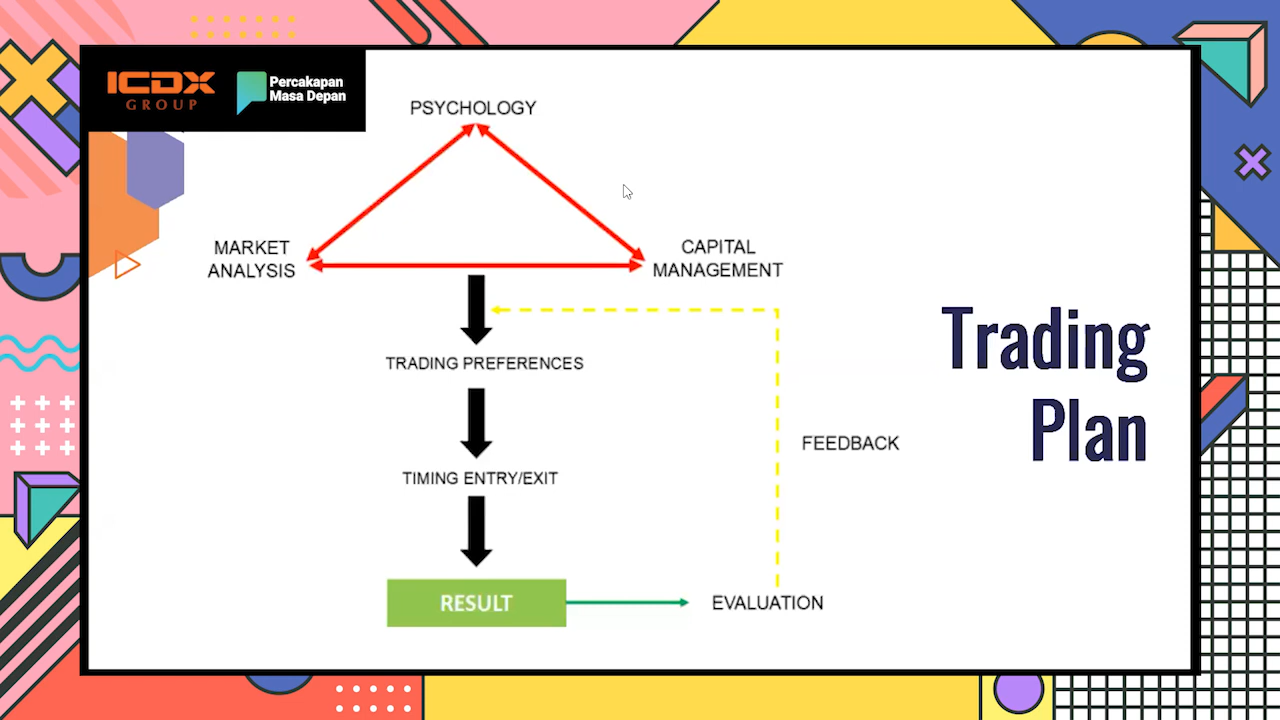 ICDX
GROUP
Percakapan
Masa Depan
PSYCHOLOGY
MARKET
ANALYSIS
CAPITAL
MANAGEMENT
TRADING PREFERENCES
Trading
Plan
FEEDBACK
TIMING ENTRY/EXIT
RESULT
EVALUATION